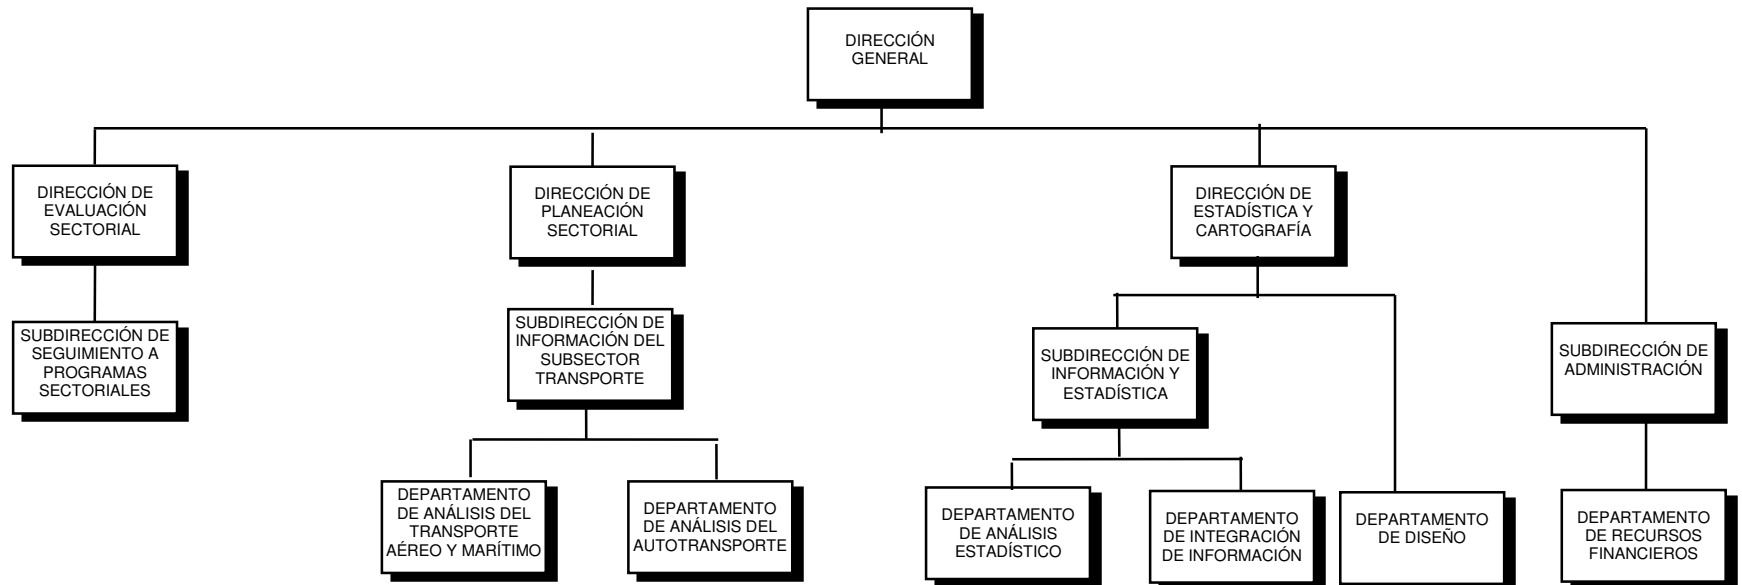 DIRECCIÓN
GENERAL
DIRECCIÓN DE
EVALUACIÓN
SECTORIAL
DIRECCIÓN DE
PLANEACIÓN
SECTORIAL
DIRECCIÓN DE
ESTADÍSTICA Y
CARTOGRAFÍA
SUBDIRECCIÓN DE
SEGUIMIENTO A
PROGRAMAS
SECTORIALES
SUBDIRECCIÓN DE
INFORMACIÓN DEL
SUBSECTOR
TRANSPORTE
SUBDIRECCIÓN DE
INFORMACIÓN Y
ESTADÍSTICA
SUBDIRECCIÓN DE
ADMINISTRACIÓN
DEPARTAMENTO
DE ANÁLISIS DEL
TRANSPORTE
AÉREO Y MARÍTIMO
DEPARTAMENTO
DE ANÁLISIS DEL
AUTOTRANSPORTE
DEPARTAMENTO
DE ANÁLISIS
ESTADÍSTICO
DEPARTAMENTO
DE INTEGRACIÓN
DE INFORMACIÓN
DEPARTAMENTO
DE DISEÑO
DEPARTAMENTO
DE RECURSOS
FINANCIEROS